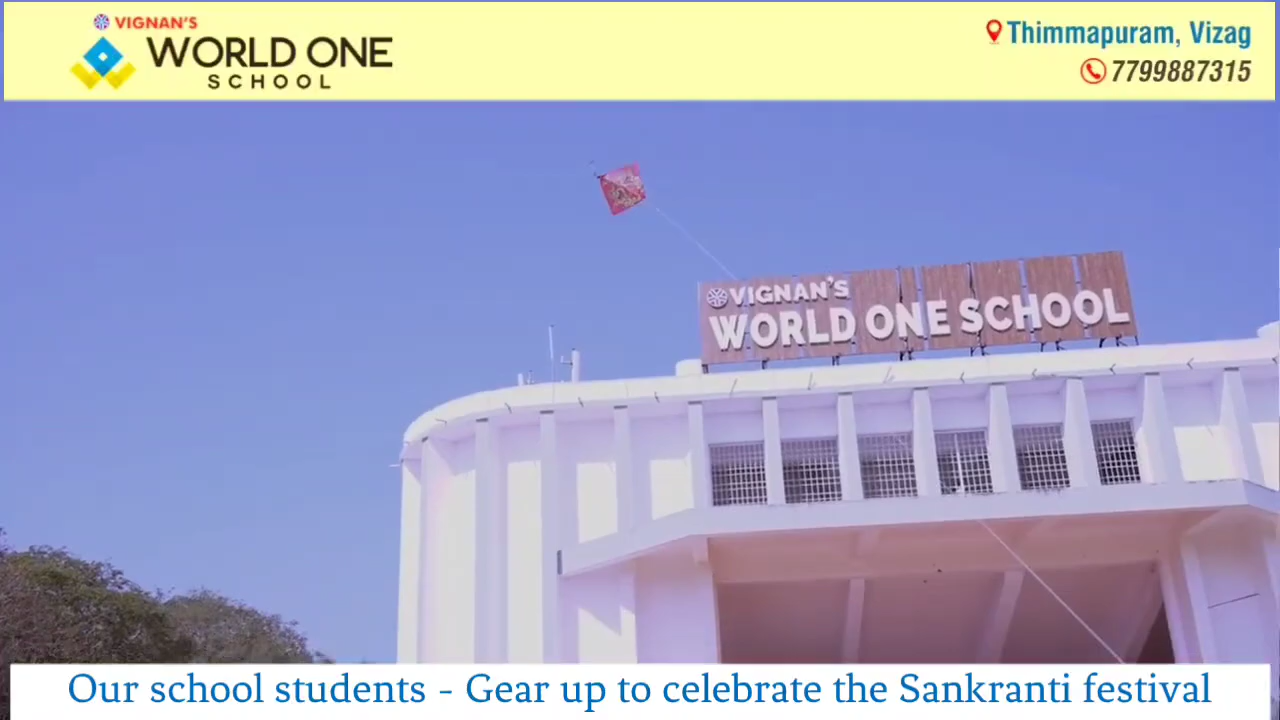 VIGNAN'S
WORLD ONE
SCHOOL
Thimmapuram, Vizag
7799887315
VIGNAN'S
WORLD ONE SCHOOL
Our school students - Gear up to celebrate the Sankranti festival